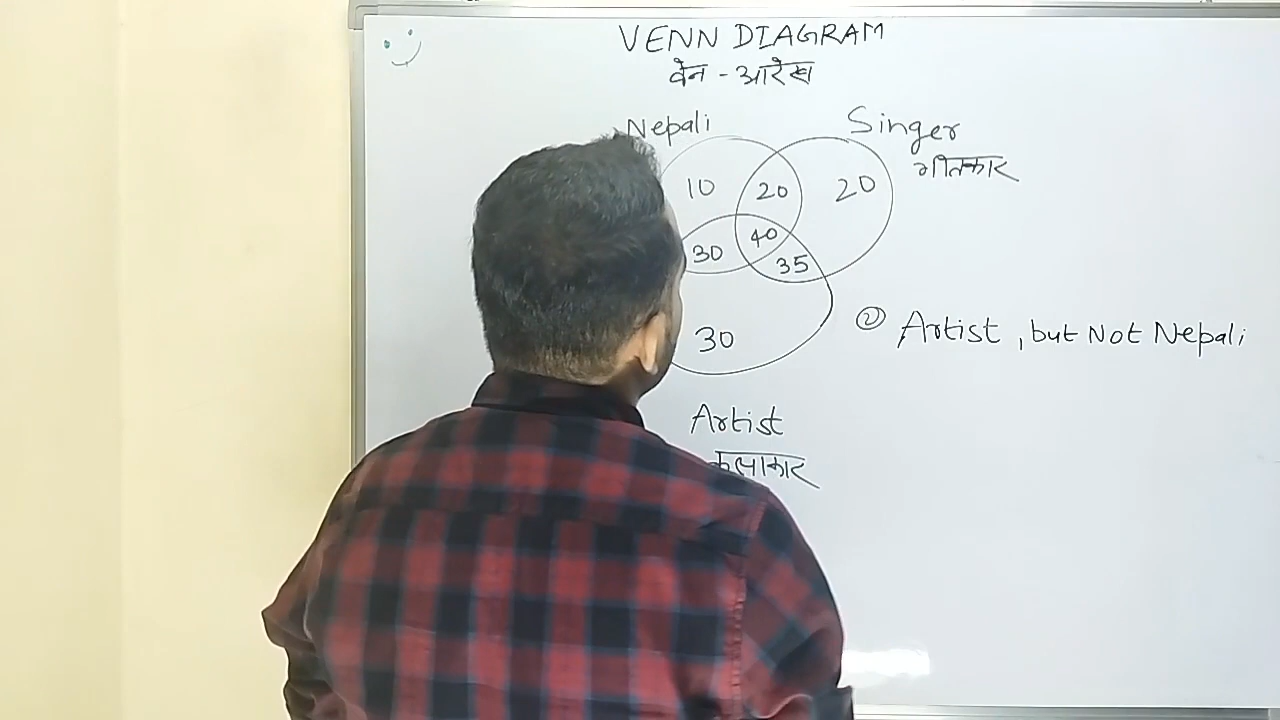 VENN DIAGRAM
वेन - आरेख
Nepali
Singer
गीतकार
10
20
20
30
40
35
30
② Artist, but Not Nepali
Artist
कलाकार